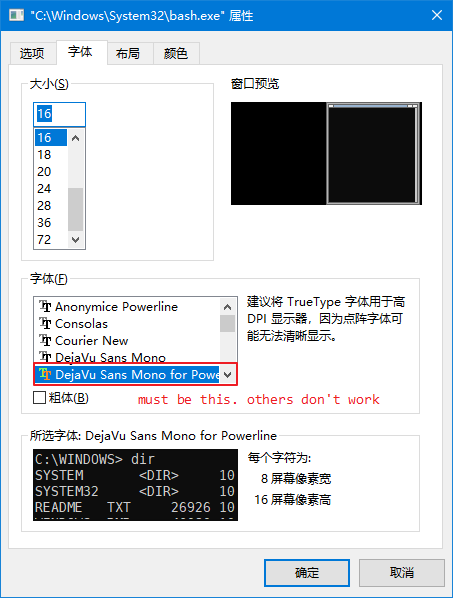 "C:\Windows\System32\bash.exe" 属性
选项 字体 布局 颜色
大小(S)
16
16
18
20
24
28
36
72
窗口预览
字体(F)
Anonymice Powerline
Consolas
Courier New
DejaVu Sans Mono
DejaVu Sans Mono for Powe
粗体(B)
建议将 TrueType 字体用于高
DPI 显示器，因为点阵字体可
能无法清晰显示。
must be this. others don't work
所选字体: DejaVu Sans Mono for Powerline
C:\WINDOWS> dir
SYSTEM <DIR> 10
SYSTEM32 <DIR> 10
README TXT 26926 10
每个字符为:
8 屏幕像素宽
16 屏幕像素高
确定 取消